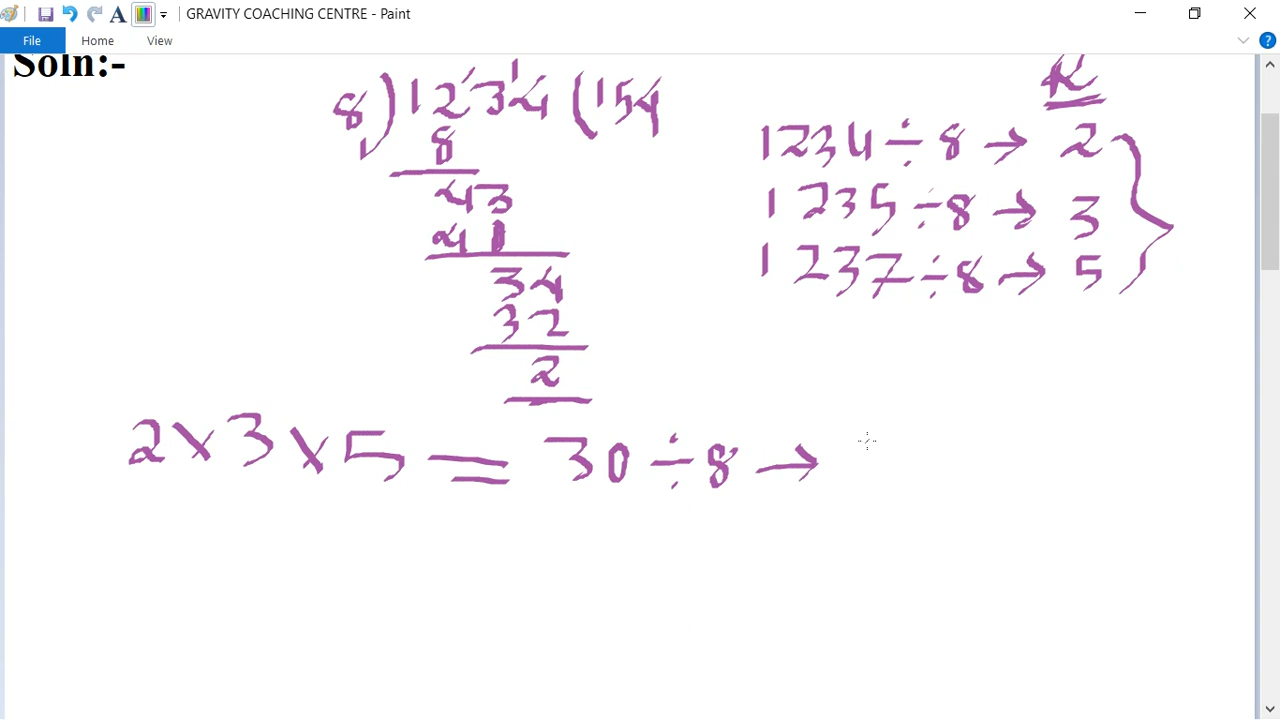 GRAVITY COACHING CENTRE - Paint
File Home View
Soln:-
8) 1234 (154
8
43
40
34
32
2
R
1234 ÷ 8 → 2
1235 ÷ 8 → 3
1237 ÷ 8 → 5
2 × 3 × 5 = 30 ÷ 8 →